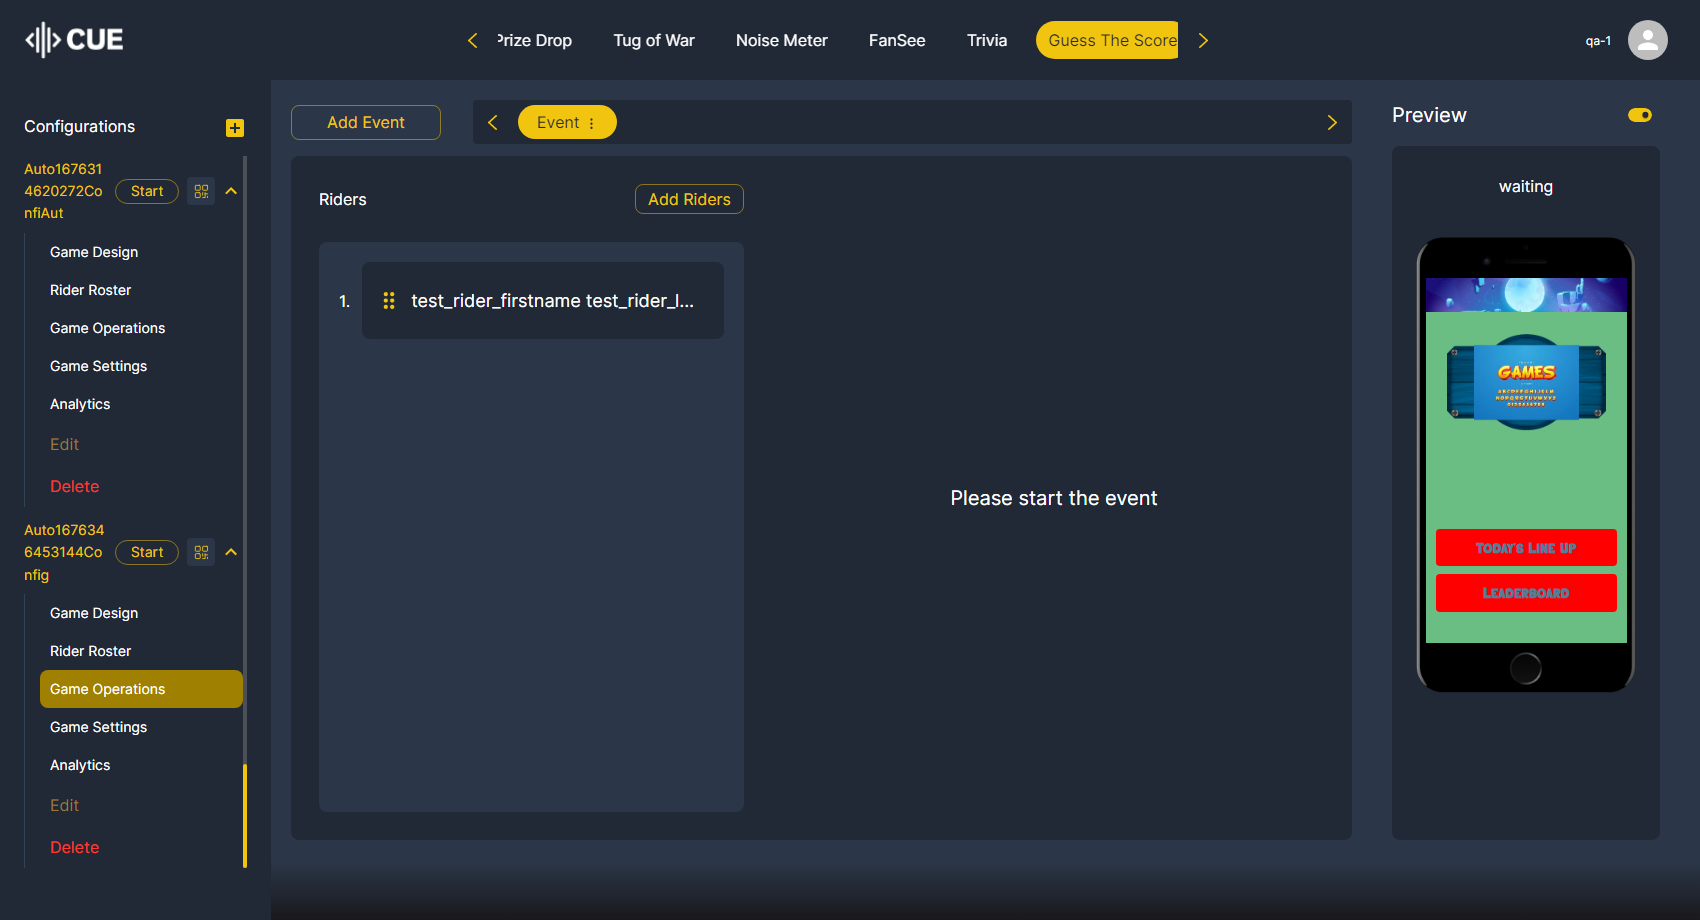 CUE
Prize Drop
Tug of War
Noise Meter
FanSee
Trivia
Guess The Score
qa-1
Configurations
Auto167631
4620272Co
nfiAut
Start
Game Design
Rider Roster
Game Operations
Game Settings
Analytics
Edit
Delete
Auto167634
6453144Co
nfig
Start
Game Design
Rider Roster
Game Operations
Game Settings
Analytics
Edit
Delete
Add Event
Event
Riders
Add Riders
1.
test_rider_firstname test_rider_l...
Please start the event
Preview
waiting
GAMES
Today's Line Up
Leaderboard